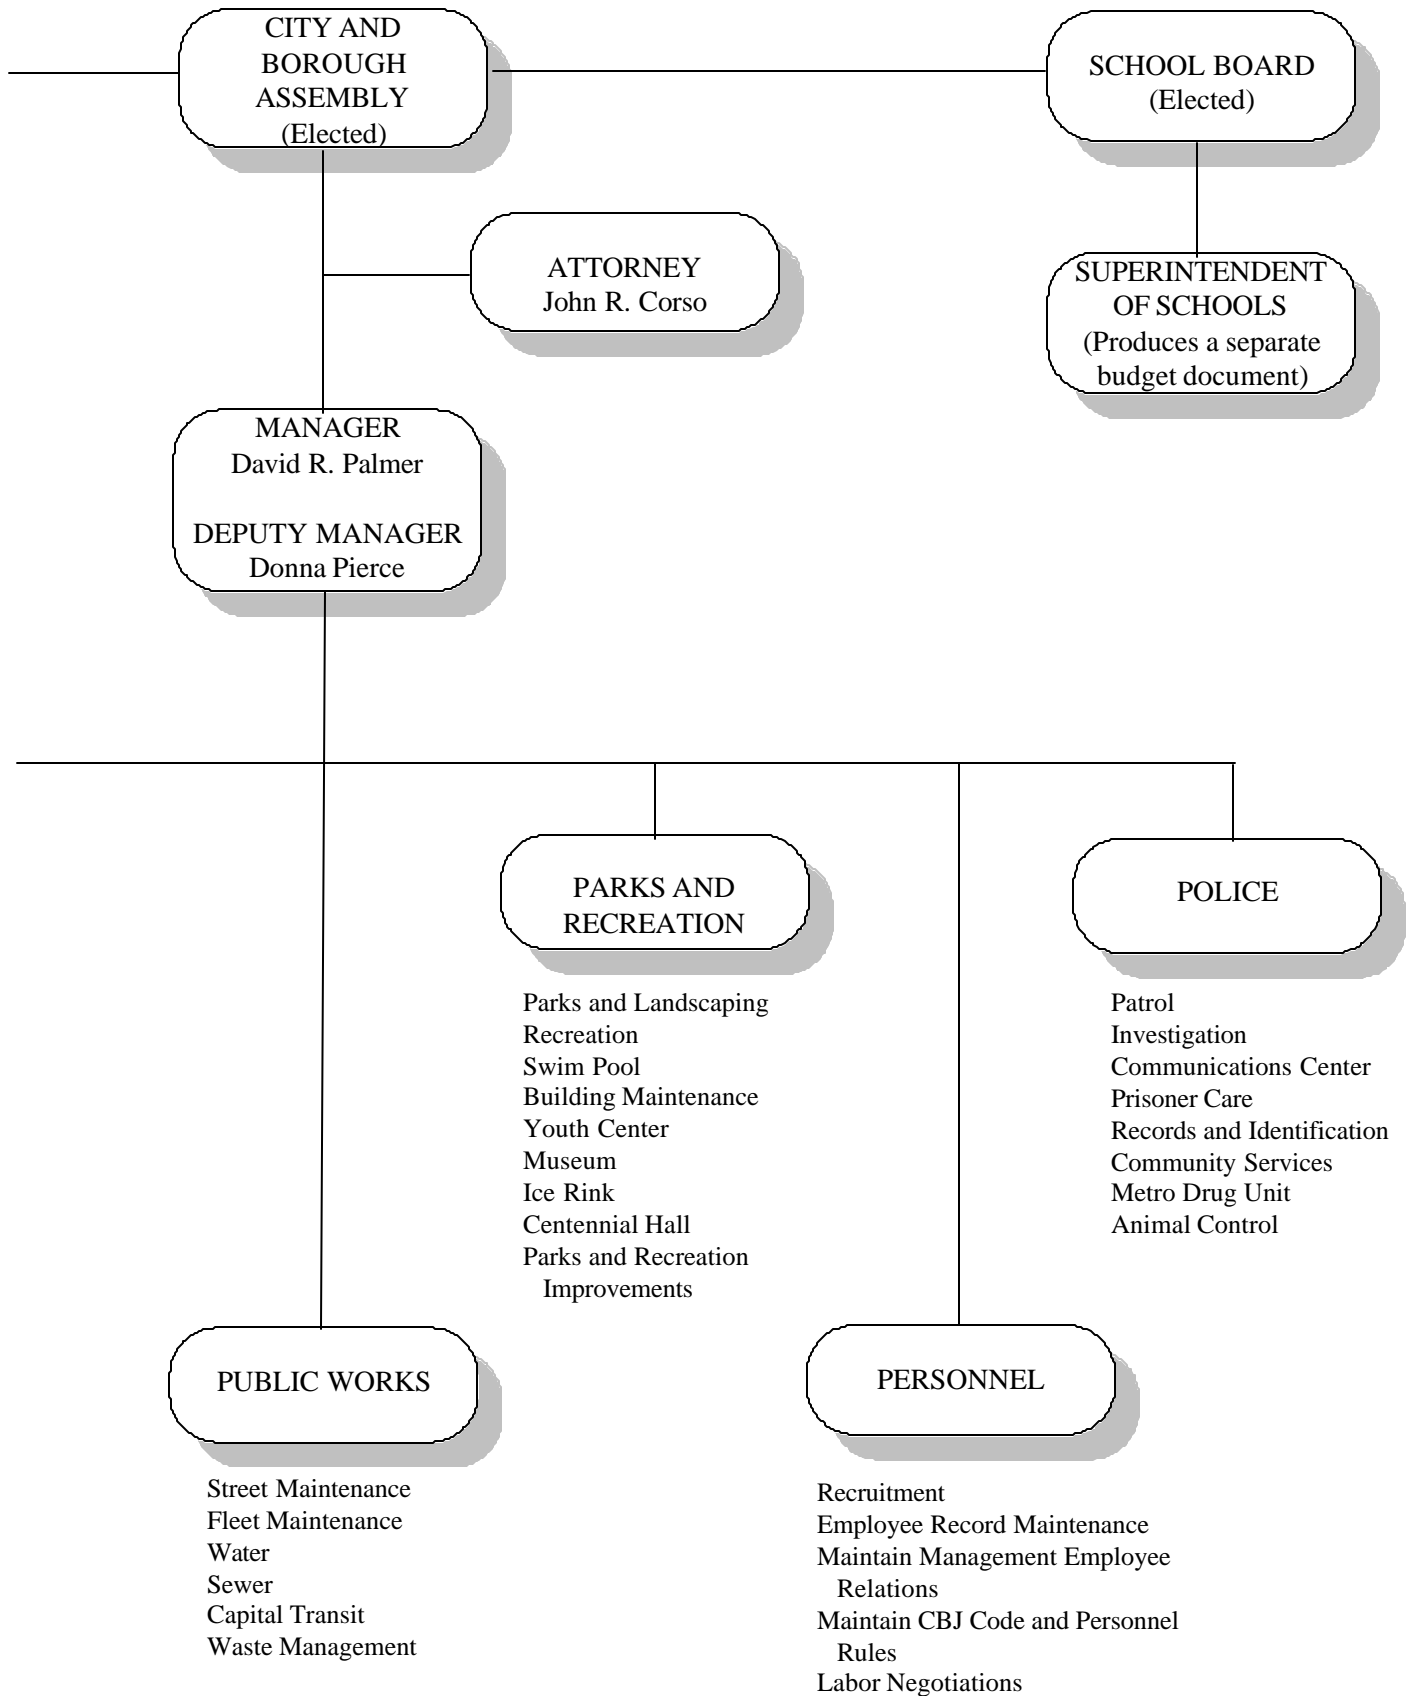 CITY AND
BOROUGH
ASSEMBLY
(Elected)
SCHOOL BOARD
(Elected)
ATTORNEY
John R. Corso
SUPERINTENDENT
OF SCHOOLS
(Produces a separate
budget document)
MANAGER
David R. Palmer
DEPUTY MANAGER
Donna Pierce
PARKS AND
RECREATION
Parks and Landscaping
Recreation
Swim Pool
Building Maintenance
Youth Center
Museum
Ice Rink
Centennial Hall
Parks and Recreation
Improvements
POLICE
Patrol
Investigation
Communications Center
Prisoner Care
Records and Identification
Community Services
Metro Drug Unit
Animal Control
PUBLIC WORKS
Street Maintenance
Fleet Maintenance
Water
Sewer
Capital Transit
Waste Management
PERSONNEL
Recruitment
Employee Record Maintenance
Maintain Management Employee
Relations
Maintain CBJ Code and Personnel
Rules
Labor Negotiations